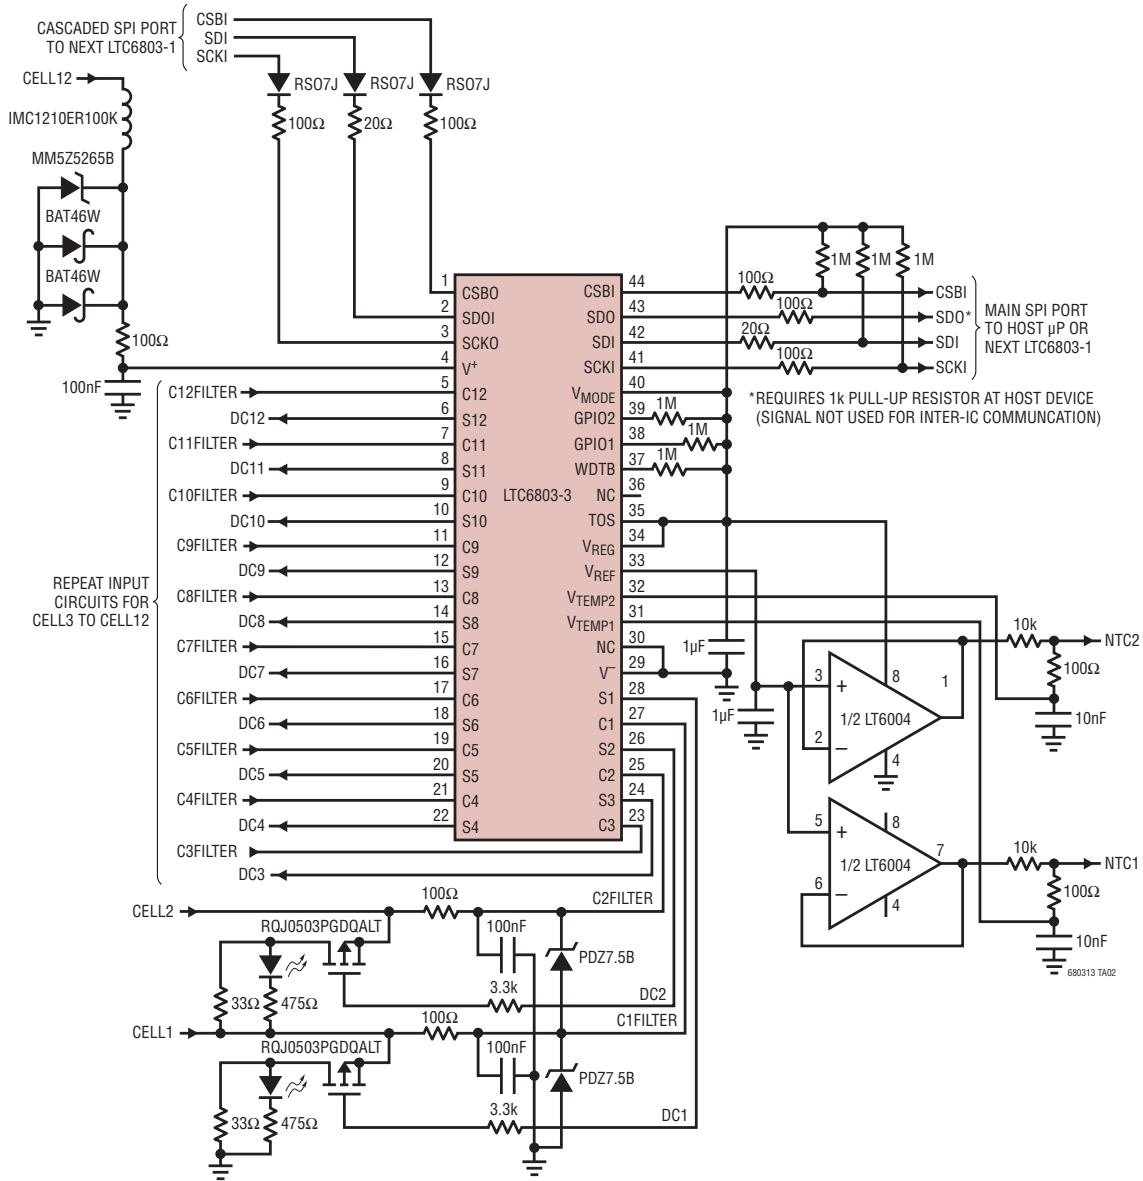 CASCADED SPI PORT
TO NEXT LTC6803-1
CSBI
SDI
SCKI
CELL12
IMC1210ER100K
RS07J
RS07J
RS07J
100Ω
20Ω
100Ω
MM5Z5265B
BAT46W
BAT46W
100Ω
100nF
1
CSBO
2
SDOI
3
SCKO
4
V+
C12FILTER
5
C12
DC12
6
S12
C11FILTER
7
C11
DC11
8
S11
C10FILTER
9
C10
DC10
10
S10
C9FILTER
11
C9
DC9
12
S9
C8FILTER
13
C8
DC8
14
S8
C7FILTER
15
C7
DC7
16
S7
C6FILTER
17
C6
DC6
18
S6
C5FILTER
19
C5
DC5
20
S5
C4FILTER
21
C4
DC4
22
S4
C3FILTER
DC3
REPEAT INPUT
CIRCUITS FOR
CELL3 TO CELL12
LTC6803-3
CSBI
44
SDO
43
SDI
42
SCKI
41
VMODE
40
GPIO2
39
GPIO1
38
WDTB
37
NC
36
TOS
35
VREG
34
VREF
33
VTEMP2
32
VTEMP1
31
NC
30
V−
29
S1
28
C1
27
S2
26
C2
25
S3
24
C3
23
1M
1M
1M
100Ω
100Ω
20Ω
100Ω
CSBI
SDO*
SDI
SCKI
MAIN SPI PORT
TO HOST µP OR
NEXT LTC6803-1
*REQUIRES 1k PULL-UP RESISTOR AT HOST DEVICE
(SIGNAL NOT USED FOR INTER-IC COMMUNCATION)
1M
1M
1M
1µF
1µF
3
+
2
−
8
1
1/2 LT6004
4
10k
NTC2
100Ω
10nF
5
+
6
−
8
7
1/2 LT6004
4
10k
NTC1
100Ω
10nF
680313 TA02
CELL2
100Ω
C2FILTER
RQJ0503PGDQALT
100nF
PDZ7.5B
33Ω
475Ω
3.3k
DC2
CELL1
100Ω
C1FILTER
RQJ0503PGDQALT
100nF
PDZ7.5B
33Ω
475Ω
3.3k
DC1